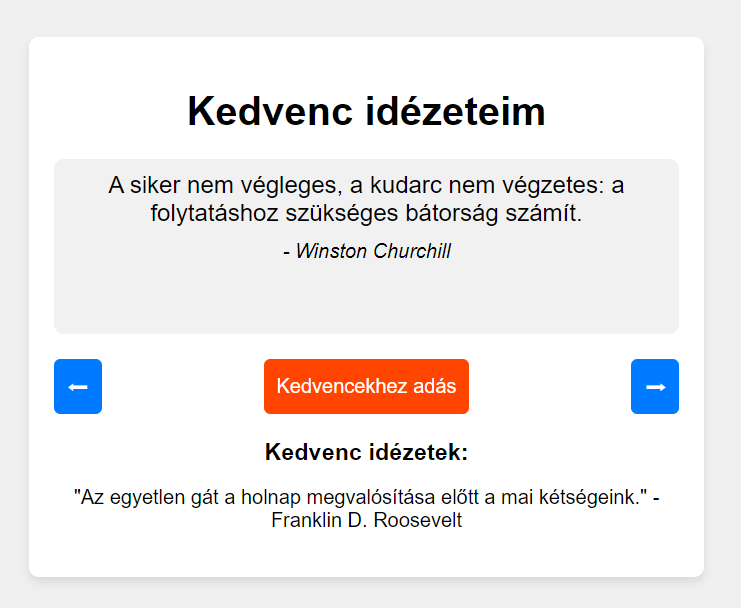 Kedvenc idézeteim
A siker nem végleges, a kudarc nem végzetes: a
folytatáshoz szükséges bátorság számít.
- Winston Churchill
← Kedvencekhez adás →
Kedvenc idézetek:
"Az egyetlen gát a holnap megvalósítása előtt a mai kétségeink." -
Franklin D. Roosevelt